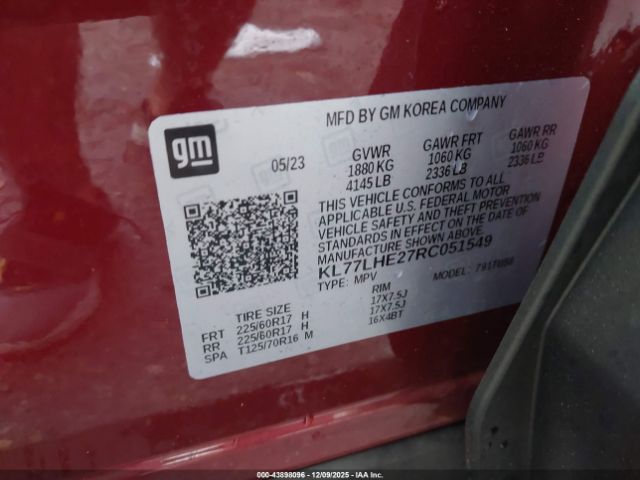 MFD BY GM KOREA COMPANY
gm
05/23
GVWR
1880 KG
4145 LB
GAWR FRT
1060 KG
2336 LB
GAWR RR
1060 KG
2336 LB
THIS VEHICLE CONFORMS TO ALL
APPLICABLE U.S. FEDERAL MOTOR
VEHICLE SAFETY AND THEFT PREVENTION
STANDARDS IN EFFECT ON THE DATE OF
MANUFACTURE SHOWN ABOVE.
KL77LHE27RC051549
TYPE: MPV
MODEL:
TIRE SIZE RIM
FRT 225/60R17 H 17X7.5J
RR 225/60R17 H 17X7.5J
SPA T125/70R16 M 16X4BT
000-43898096 - 12/09/2025 - IAAI.COM